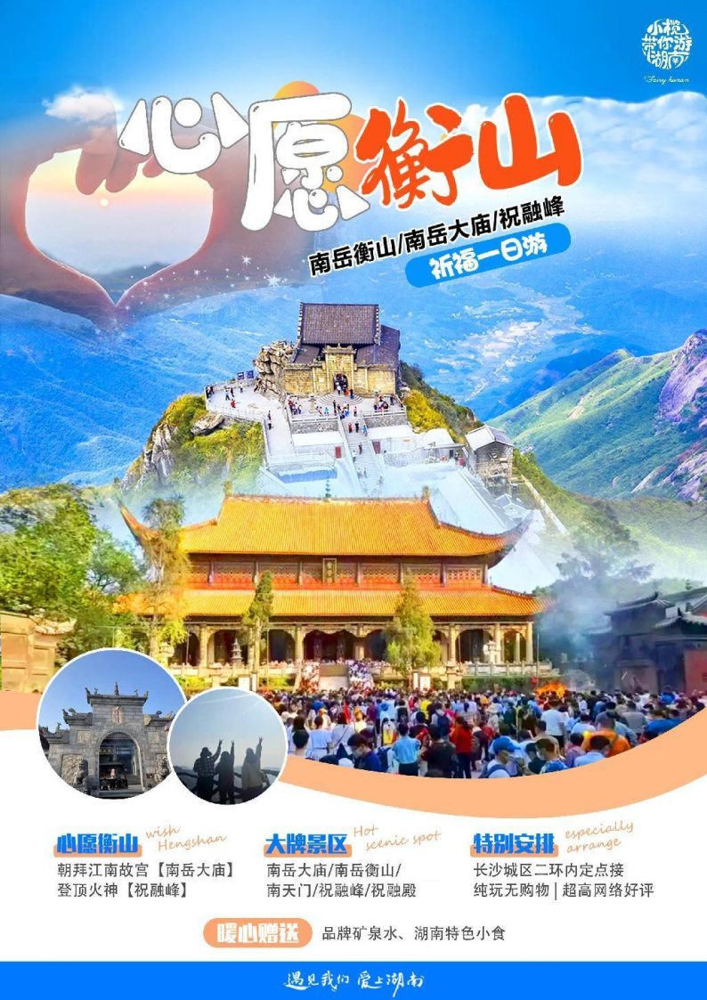 小榄
带你游
湖南
心愿衡山
南岳衡山/南岳大庙/祝融峰
祈福一日游
心愿衡山
wish
Hengshan
朝拜江南故宫【南岳大庙】
登顶火神【祝融峰】
大牌景区
Hot
scenic spot
南岳大庙/南岳衡山/
南天门/祝融峰/祝融殿
特别安排
especially
arrange
长沙城区二环内定点接
纯玩无购物|超高网络好评
暖心赠送
品牌矿泉水、湖南特色小食
遇见我们 爱上湖南